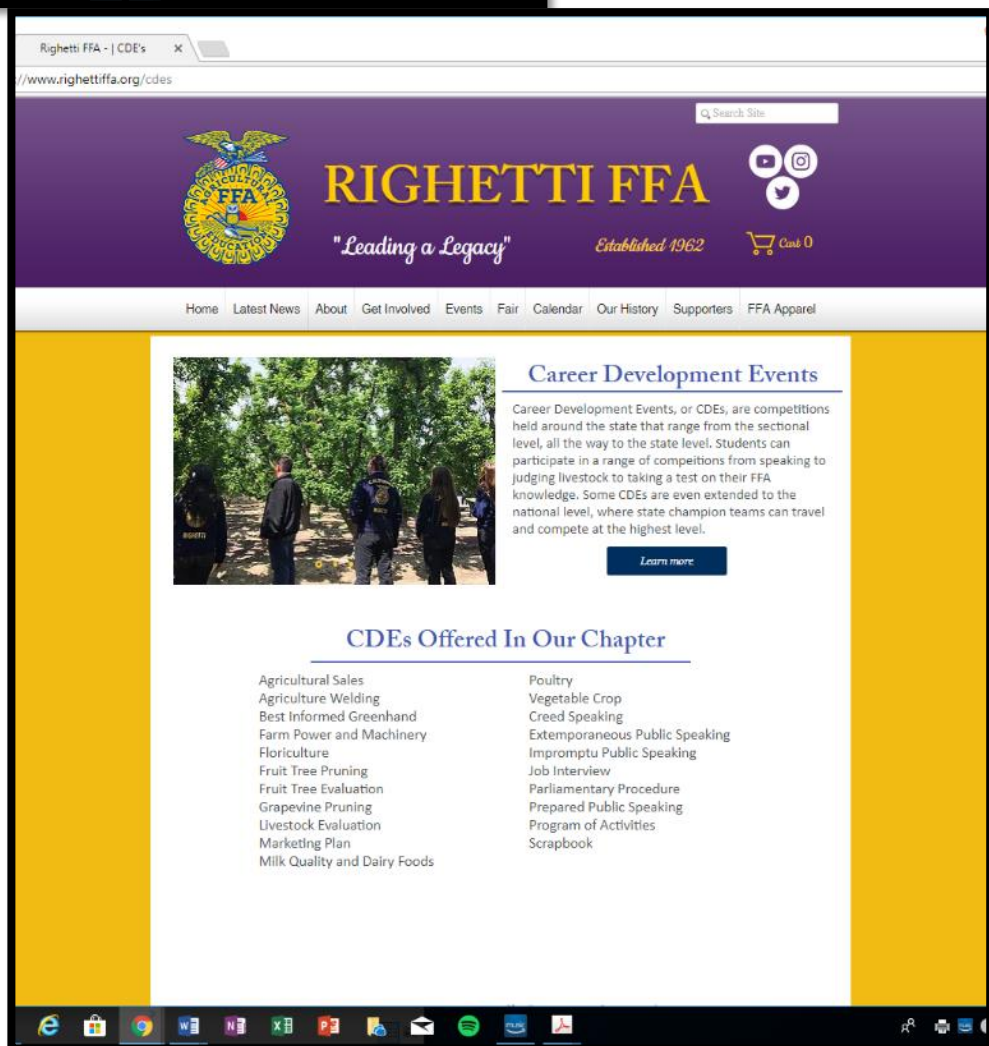 Righetti FFA - | CDE's
//www.righettiffa.org/cdes
Search Site
AGRICULTURAL
FFA
EDUCATION
RIGHETTI FFA
"Leading a Legacy"
Established 1962
Cart 0
Home Latest News About Get Involved Events Fair Calendar Our History Supporters FFA Apparel
Career Development Events
Career Development Events, or CDEs, are competitions
held around the state that range from the sectional
level, all the way to the state level. Students can
participate in a range of compeitions from speaking to
judging livestock to taking a test on their FFA
knowledge. Some CDEs are even extended to the
national level, where state champion teams can travel
and compete at the highest level.
Learn more
CDEs Offered In Our Chapter
Agricultural Sales
Agriculture Welding
Best Informed Greenhand
Farm Power and Machinery
Floriculture
Fruit Tree Pruning
Fruit Tree Evaluation
Grapevine Pruning
Livestock Evaluation
Marketing Plan
Milk Quality and Dairy Foods
Poultry
Vegetable Crop
Creed Speaking
Extemporaneous Public Speaking
Impromptu Public Speaking
Job Interview
Parliamentary Procedure
Prepared Public Speaking
Program of Activities
Scrapbook